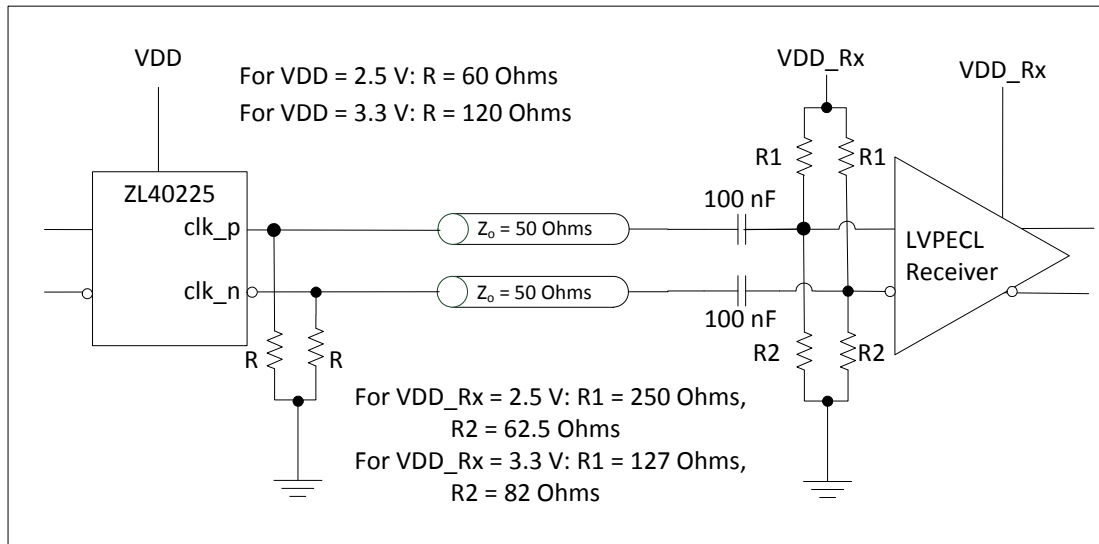 VDD
For VDD = 2.5 V: R = 60 Ohms
For VDD = 3.3 V: R = 120 Ohms
VDD_Rx
VDD_Rx
ZL40225
clk_p
clk_n
R
R
Zo = 50 Ohms
Zo = 50 Ohms
100 nF
100 nF
R1
R1
R2
R2
LVPECL
Receiver
For VDD_Rx = 2.5 V: R1 = 250 Ohms,
R2 = 62.5 Ohms
For VDD_Rx = 3.3 V: R1 = 127 Ohms,
R2 = 82 Ohms